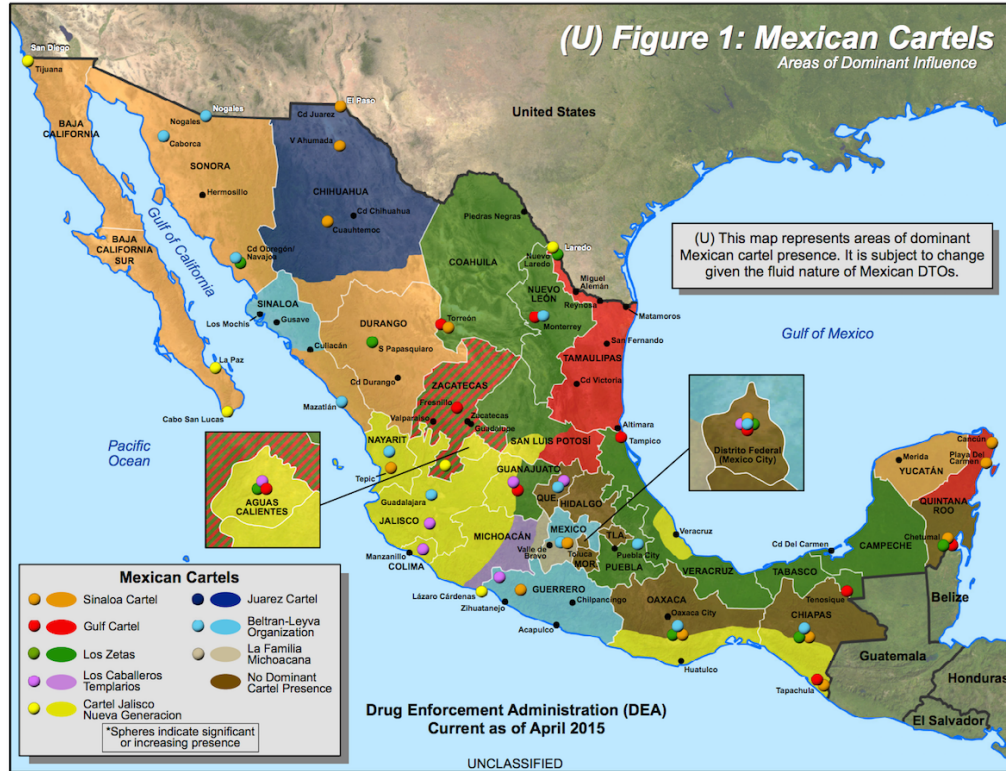 (U) Figure 1: Mexican Cartels
Areas of Dominant Influence
San Diego
Tijuana
BAJA
CALIFORNIA
Nogales
Nogales
Caborca
SONORA
Hermosillo
El Paso
Cd Juarez
V Ahumada
CHIHUAHUA
Cd Chihuahua
Cuauhtemoc
United States
Gulf of California
BAJA
CALIFORNIA
SUR
Cd Obregón/
Navajoe
Piedras Negras
COAHUILA
Laredo
Nuevo
Laredo
Miguel
Alemán
Reynosa
Matamoros
NUEVO
LEÓN
Monterrey
(U) This map represents areas of dominant
Mexican cartel presence. It is subject to change
given the fluid nature of Mexican DTOs.
SINALOA
Los Mochis
Gusave
Culiacán
DURANGO
S Papasquiaro
Torreón
Cd Durango
San Fernando
TAMAULIPAS
Cd Victoria
Gulf of Mexico
La Paz
Cabo San Lucas
Mazatlán
ZACATECAS
Fresnillo
Valparaiso
Zacatecas
Guadalupe
Altimara
Tampico
Pacific
Ocean
NAYARIT
Tepic
SAN LUIS POTOSÍ
Distrito Federal
(Mexico City)
Cancún
Playa Del
Carmen
Merida
YUCATÁN
QUINTANA
ROO
AGUAS
CALIENTES
Guadalajara
JALISCO
GUANAJUATO
QUE.
HIDALGO
Manzanillo
COLIMA
MICHOACÁN
MEXICO
Valle de
Bravo
Toluca
MOR.
TLA.
Puebla City
PUEBLA
Veracruz
VERACRUZ
Cd Del Carmen
CAMPECHE
TABASCO
Chetumal
Tenosique
Belize
Lázaro Cárdenas
Zihuatanejo
GUERRERO
Chilpancingo
Acapulco
OAXACA
Oaxaca City
Huatulco
CHIAPAS
Tapachula
Guatemala
Honduras
El Salvador
Mexican Cartels
Sinaloa Cartel
Gulf Cartel
Los Zetas
Los Caballeros
Templarios
Cartel Jalisco
Nueva Generacion
Juarez Cartel
Beltran-Leyva
Organization
La Familia
Michoacana
No Dominant
Cartel Presence
*Spheres indicate significant
or increasing presence
Drug Enforcement Administration (DEA)
Current as of April 2015
UNCLASSIFIED